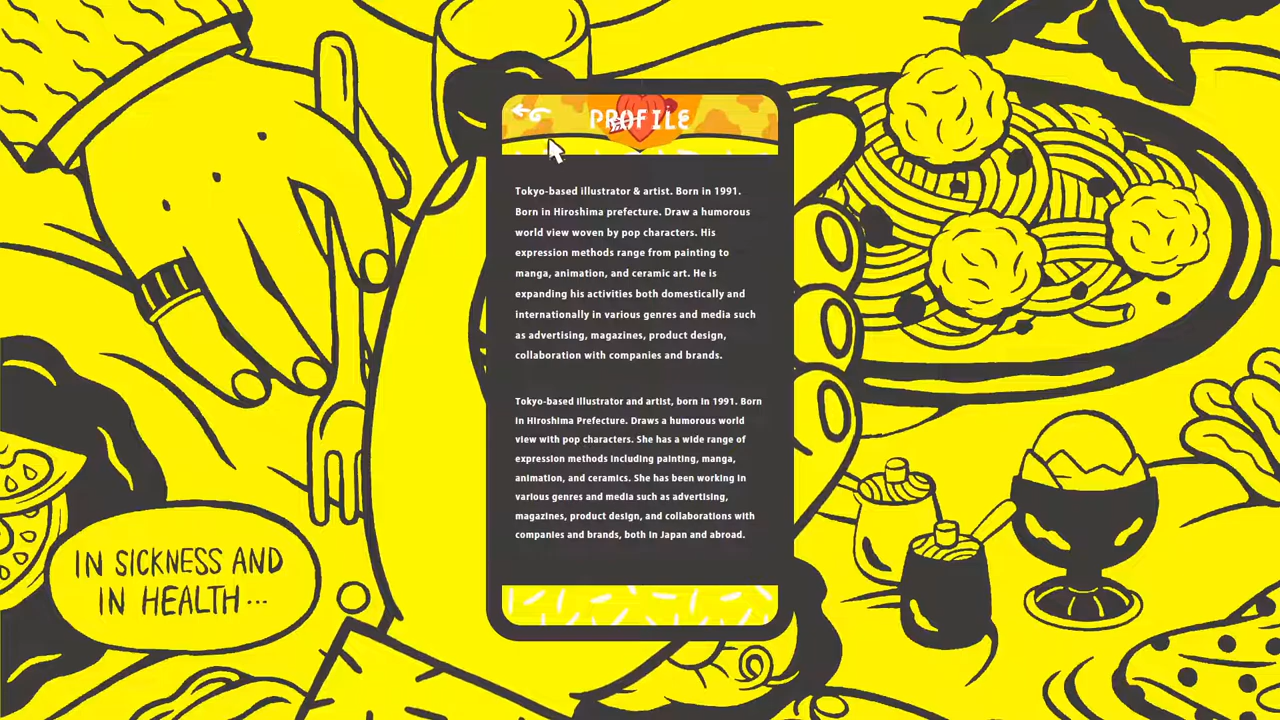 PROFILE
Tokyo-based illustrator & artist. Born in 1991.
Born in Hiroshima prefecture. Draw a humorous
world view woven by pop characters. His
expression methods range from painting to
manga, animation, and ceramic art. He is
expanding his activities both domestically and
internationally in various genres and media such
as advertising, magazines, product design,
collaboration with companies and brands.
Tokyo-based illustrator and artist, born in 1991. Born
in Hiroshima Prefecture. Draws a humorous world
view with pop characters. She has a wide range of
expression methods including painting, manga,
animation, and ceramics. She has been working in
various genres and media such as advertising,
magazines, product design, and collaborations with
companies and brands, both in Japan and abroad.
IN SICKNESS AND
IN HEALTH...